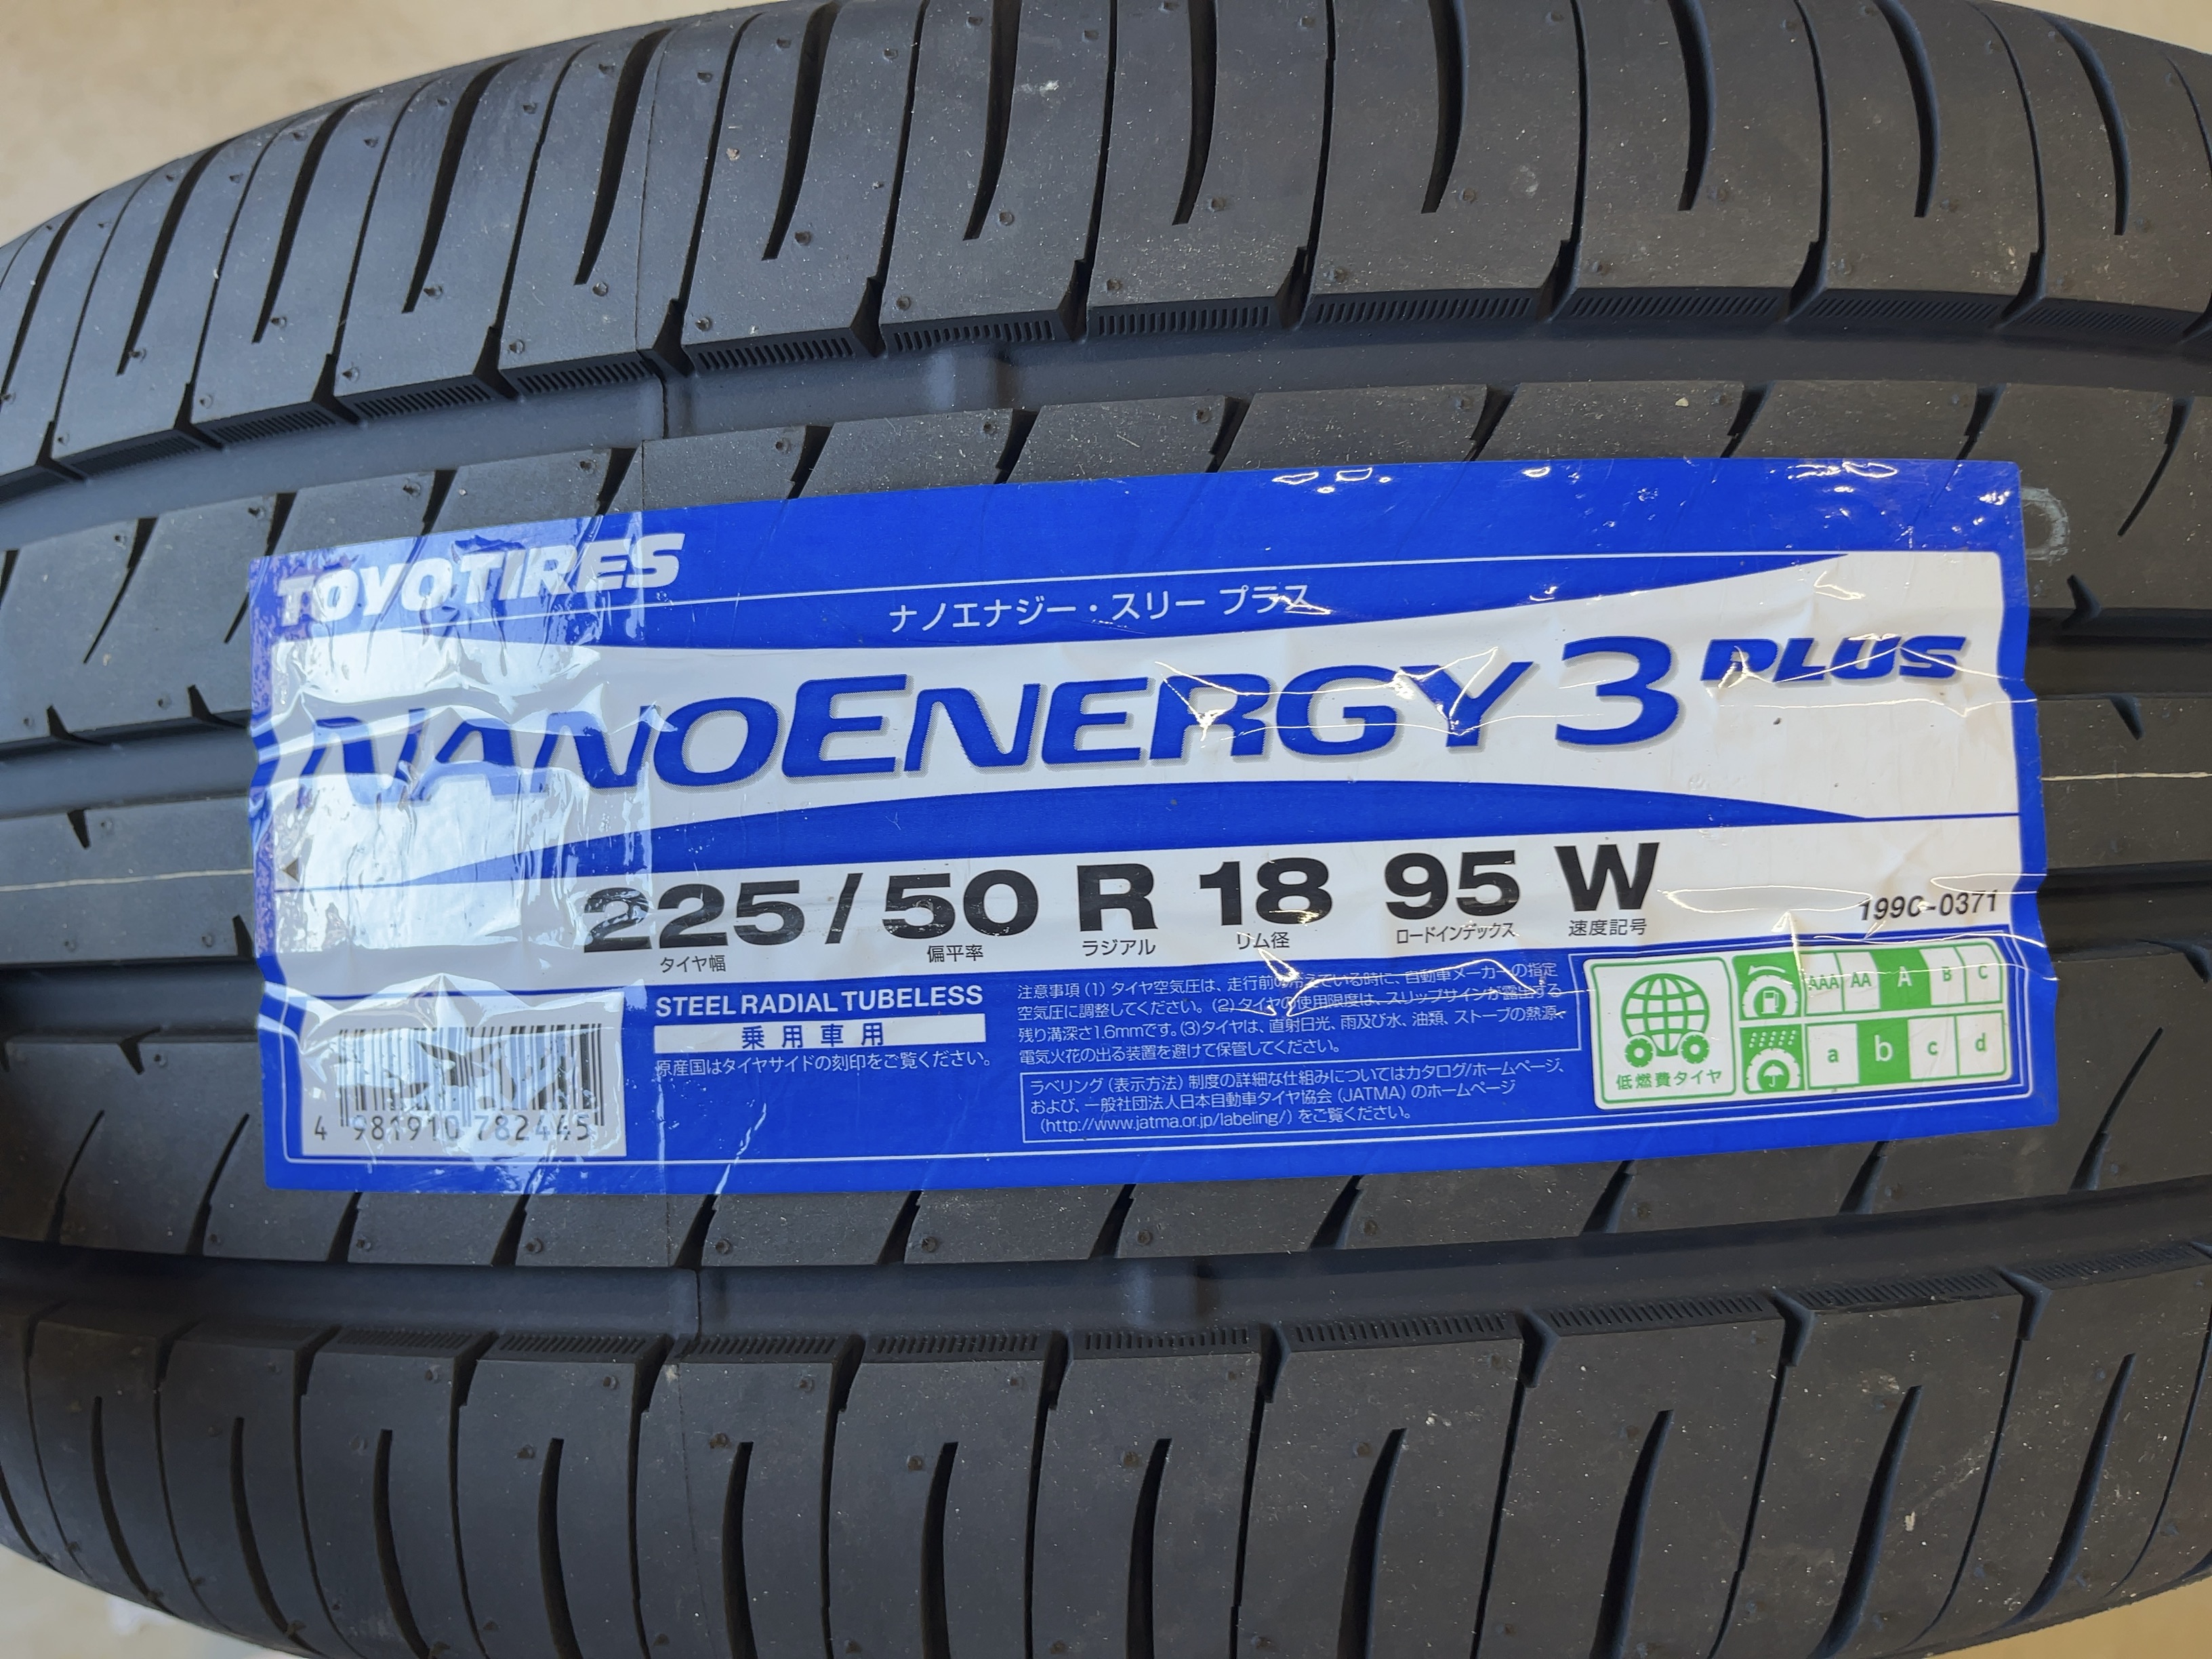 TOYO TIRES
ナノエナジー・スリー プラス
NANOENERGY 3 PLUS
225/50 R 18 95 W
タイヤ幅 偏平率 ラジアル リム径 ロードインデックス 速度記号
199C-0371
STEEL RADIAL TUBELESS
乗用車用
原産国はタイヤサイドの刻印をご覧ください。
4 981910 782445
注意事項 (1) タイヤ空気圧は、走行前の冷えている時に、自動車メーカーの指定
空気圧に調整してください。(2) タイヤの使用限度は、スリップサインが露出する
残り溝深さ1.6mmです。(3)タイヤは、直射日光、雨及び水、油類、ストーブの熱源、
電気火花の出る装置を避けて保管してください。
ラベリング (表示方法) 制度の詳細な仕組みについてはカタログ/ホームページ、
および、一般社団法人日本自動車タイヤ協会 (JATMA) のホームページ
(http://www.jatma.or.jp/labeling/) をご覧ください。
低燃費タイヤ
AAA AA A B C
a b c d